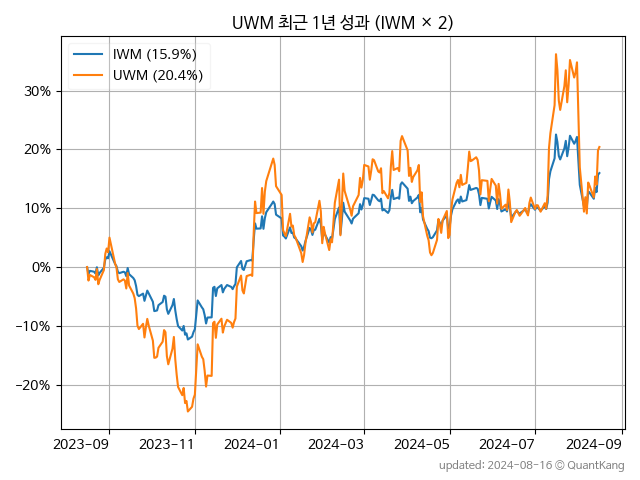 UWM 최근 1년 성과 (IWM × 2)
IWM (15.9%)
UWM (20.4%)
30%
20%
10%
0%
−10%
−20%
2023−09 2023−11 2024−01 2024−03 2024−05 2024−07 2024−09
updated: 2024−08−16 © QuantKang